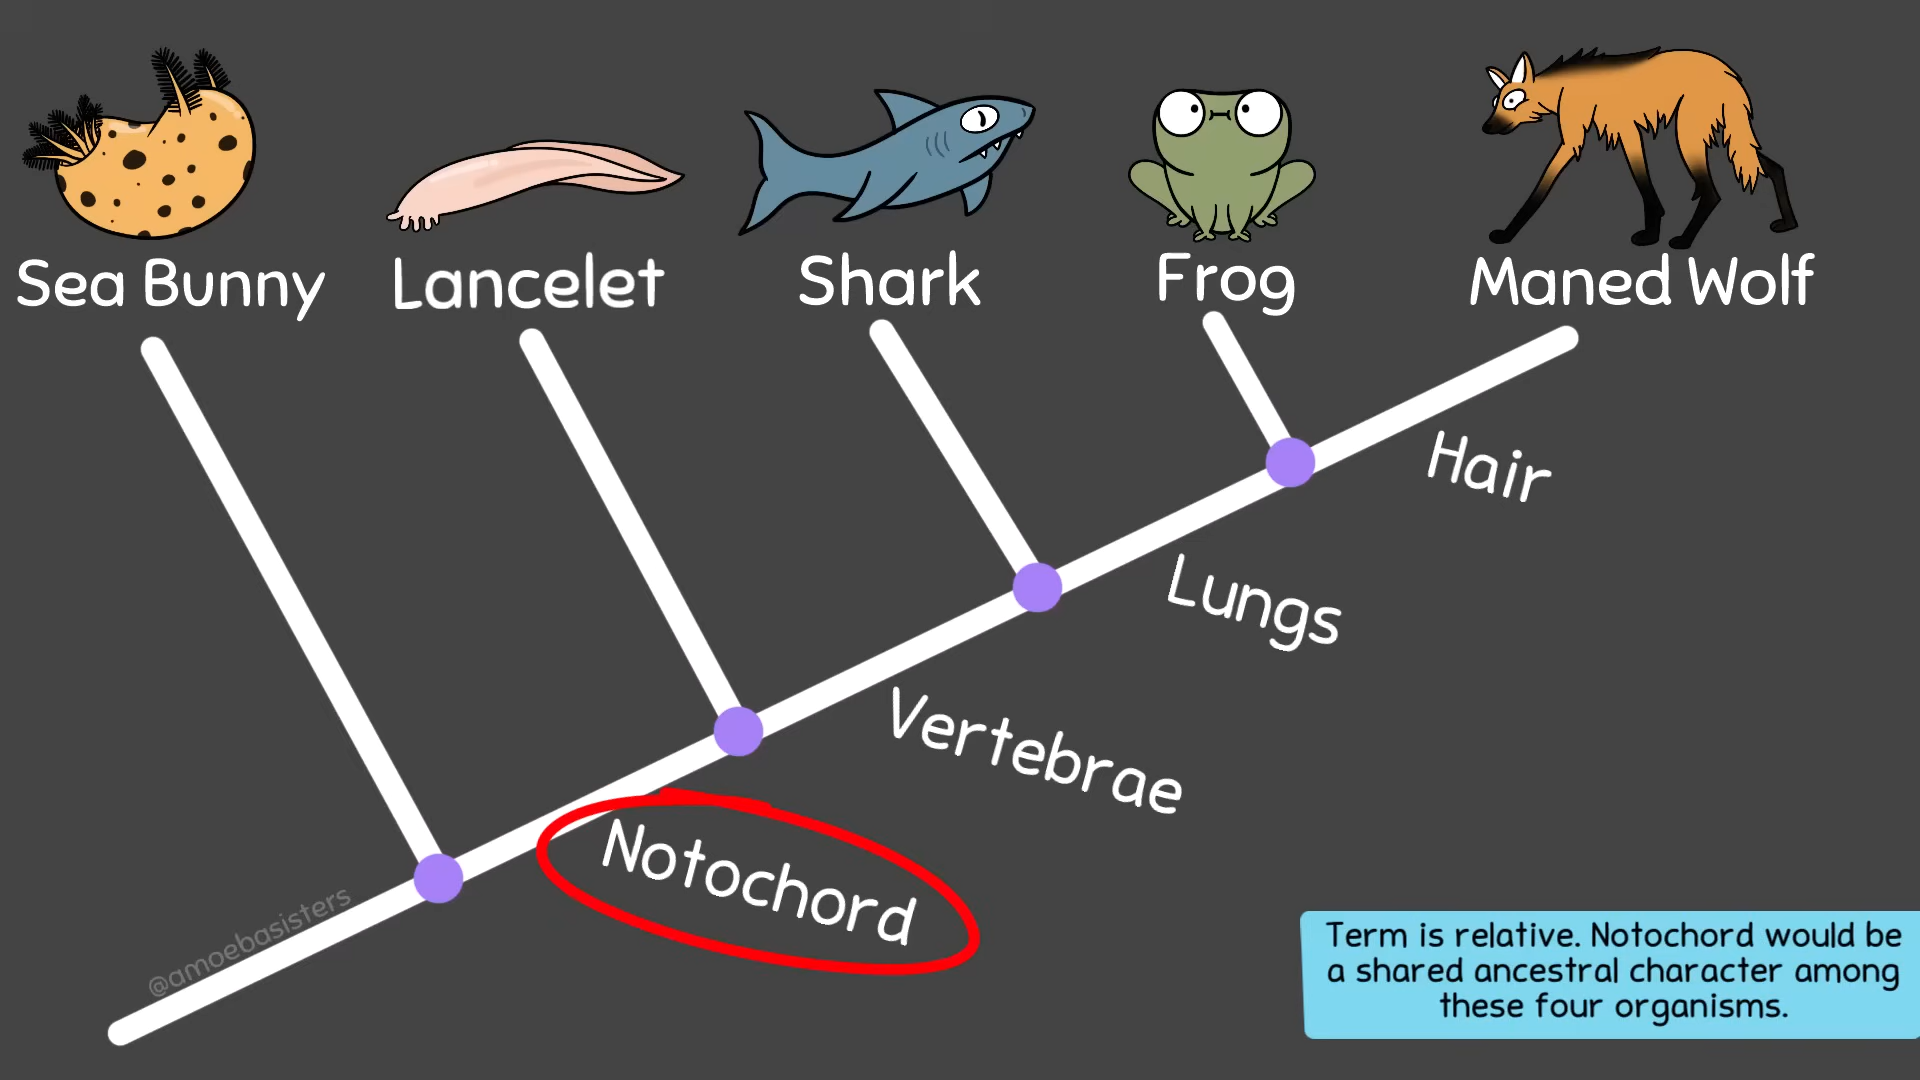 Sea Bunny
Lancelet
Shark
Frog
Maned Wolf
Hair
Lungs
Vertebrae
Notochord
@amoebasisters
Term is relative. Notochord would be
a shared ancestral character among
these four organisms.